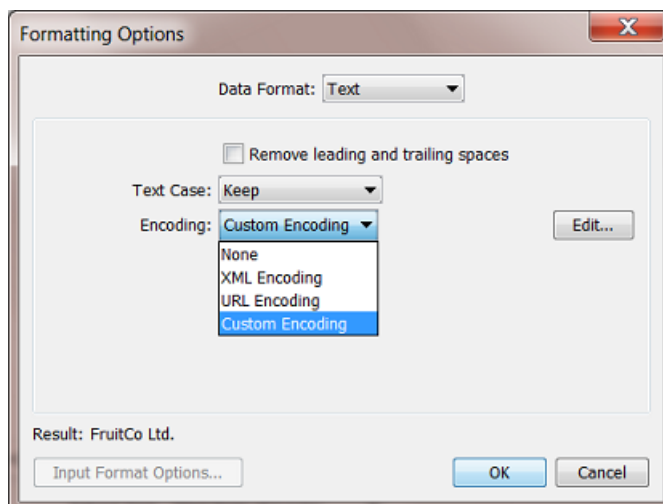 Formatting Options
Data Format: Text
Remove leading and trailing spaces
Text Case: Keep
Encoding: Custom Encoding Edit...
None
XML Encoding
URL Encoding
Custom Encoding
Result: FruitCo Ltd.
Input Format Options... OK Cancel